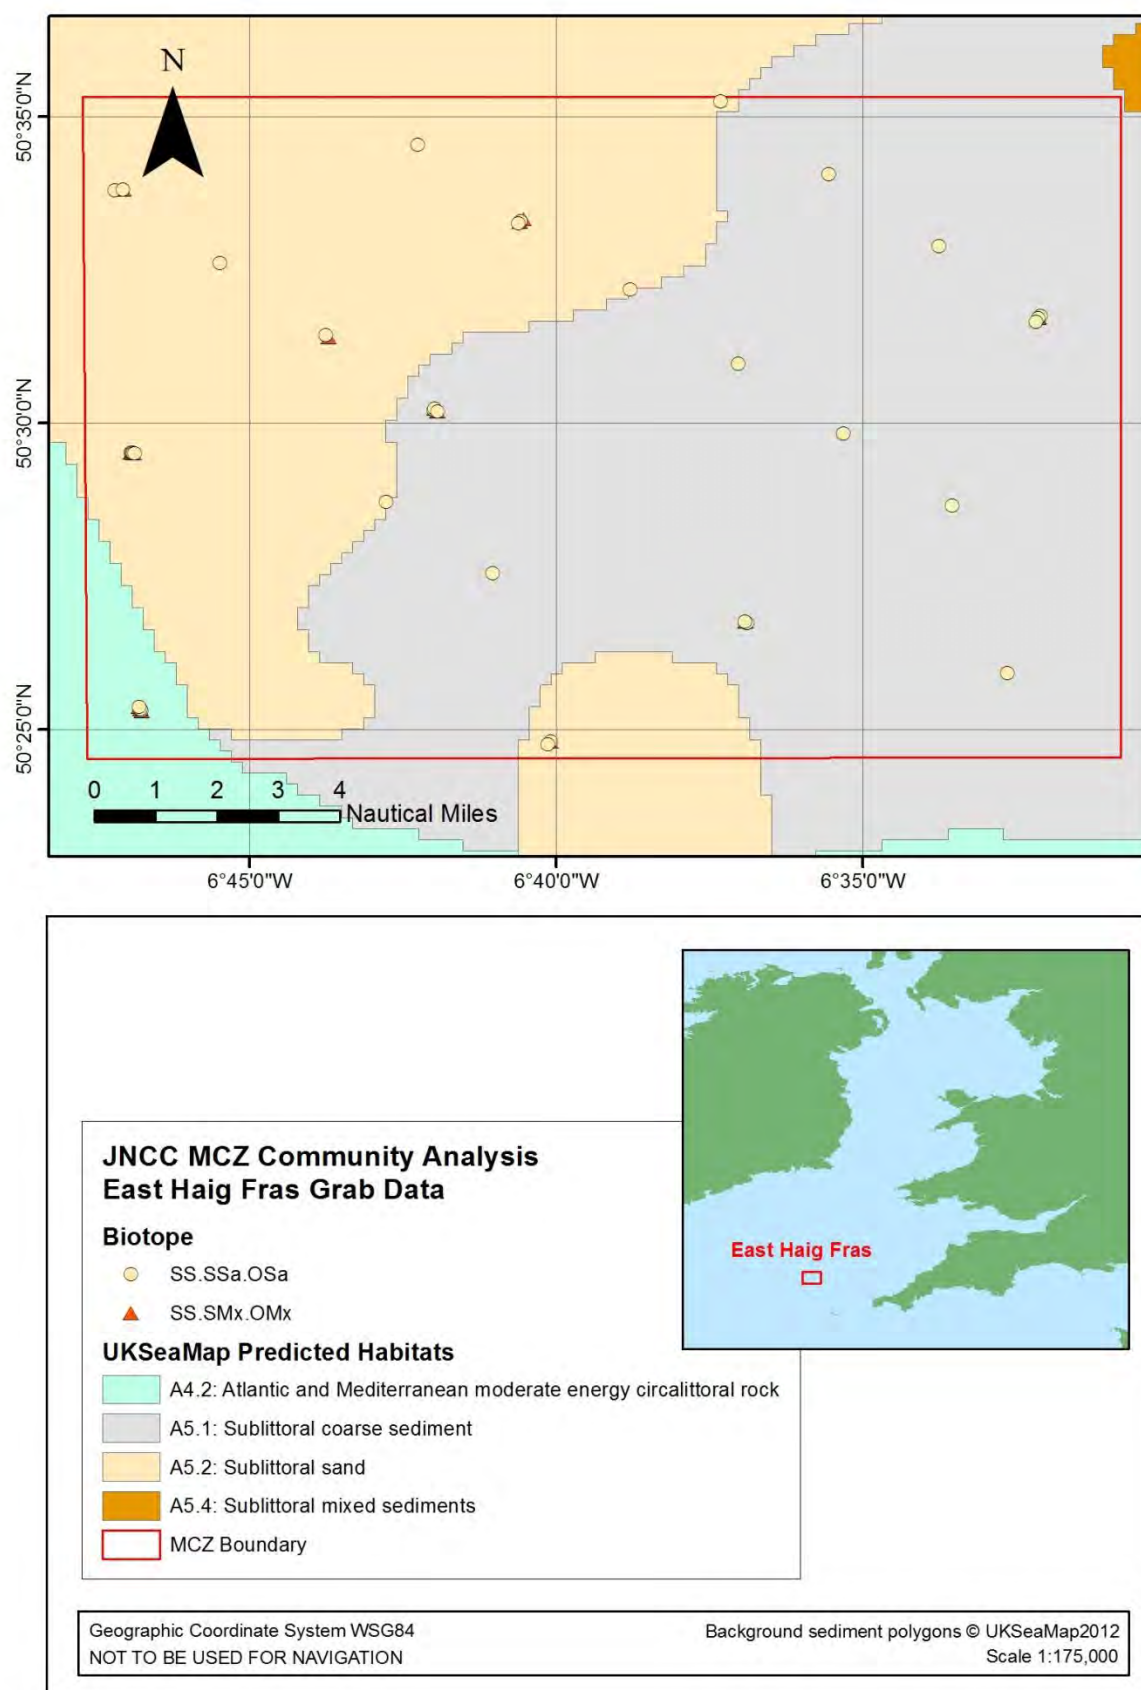 N
50°35'0"N
50°30'0"N
50°25'0"N
0 1 2 3 4
Nautical Miles
6°45'0"W 6°40'0"W 6°35'0"W
East Haig Fras
JNCC MCZ Community Analysis
East Haig Fras Grab Data
Biotope
SS.SSa.OSa
SS.SMx.OMx
UKSeaMap Predicted Habitats
A4.2: Atlantic and Mediterranean moderate energy circalittoral rock
A5.1: Sublittoral coarse sediment
A5.2: Sublittoral sand
A5.4: Sublittoral mixed sediments
MCZ Boundary
Geographic Coordinate System WSG84
NOT TO BE USED FOR NAVIGATION
Background sediment polygons © UKSeaMap2012
Scale 1:175,000